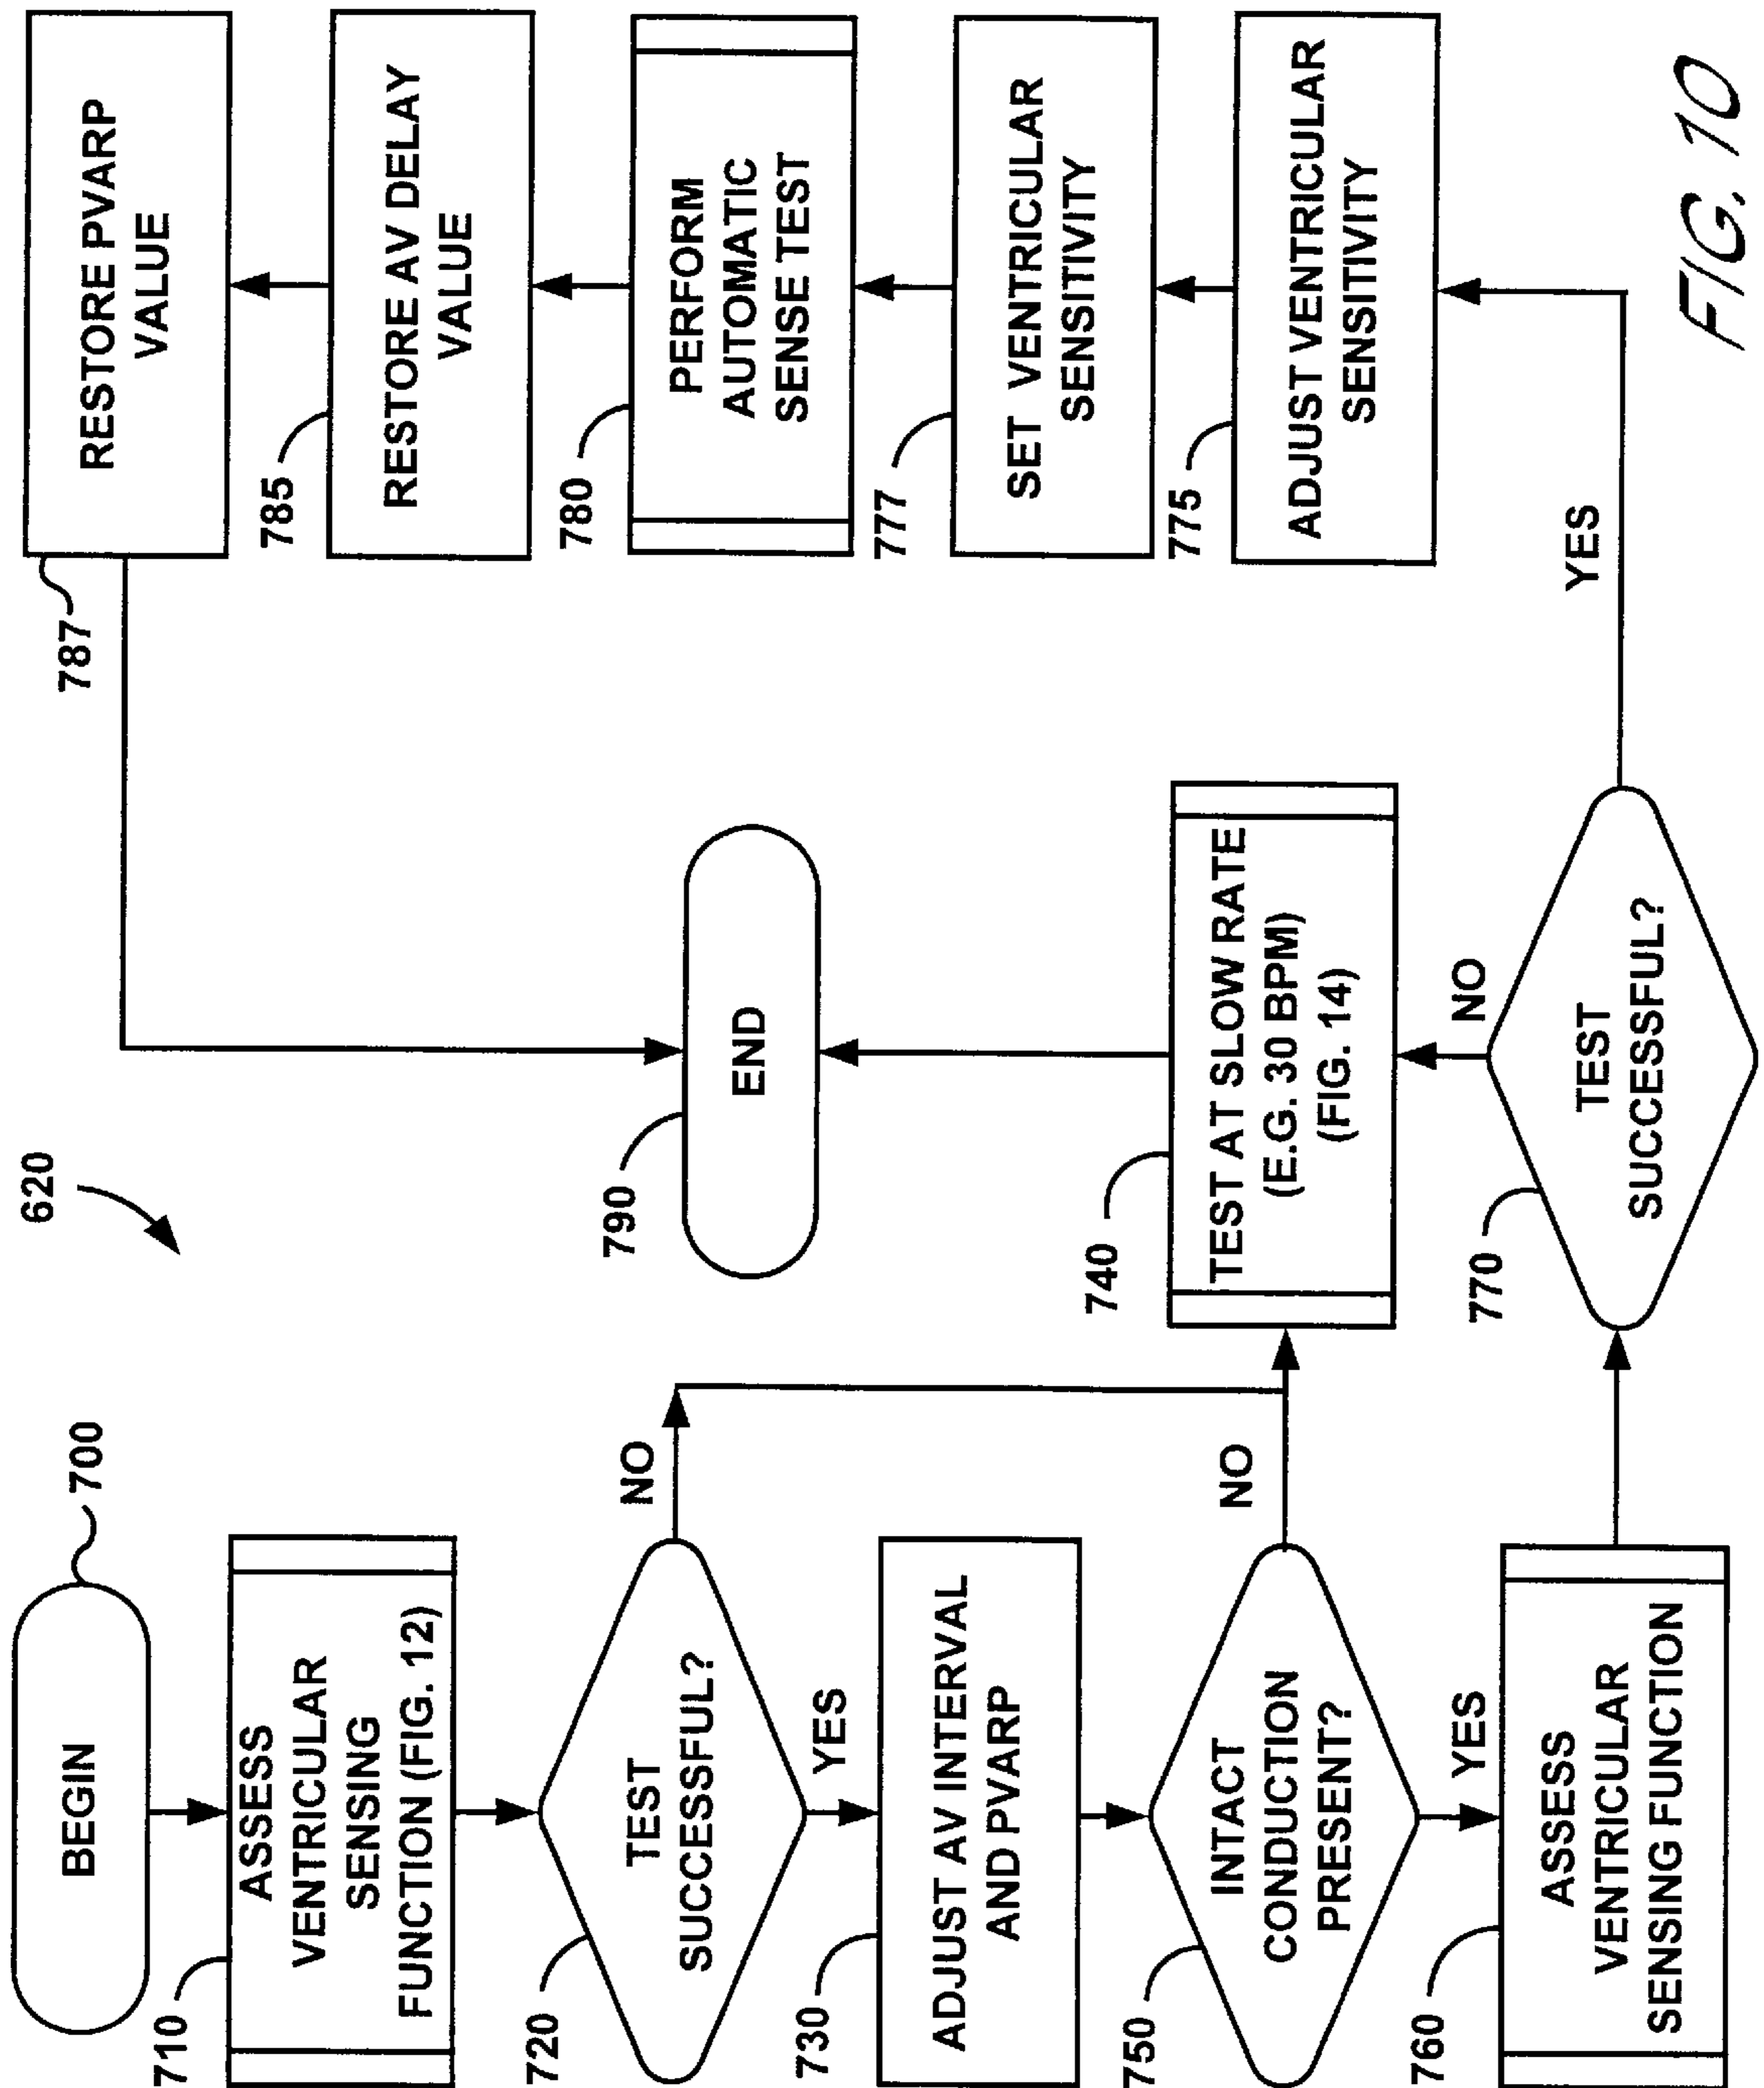 620
BEGIN
700
710
ASSESS
VENTRICULAR
SENSING
FUNCTION (FIG. 12)
720
TEST
SUCCESSFUL?
NO
YES
730
ADJUST AV INTERVAL
AND PVARP
750
INTACT
CONDUCTION
PRESENT?
NO
YES
760
ASSESS
VENTRICULAR
SENSING FUNCTION
790
END
740
TEST AT SLOW RATE
(E.G. 30 BPM)
(FIG. 14)
NO
770
TEST
SUCCESSFUL?
YES
787
RESTORE PVARP
VALUE
785
RESTORE AV DELAY
VALUE
780
PERFORM
AUTOMATIC
SENSE TEST
777
SET VENTRICULAR
SENSITIVITY
775
ADJUST VENTRICULAR
SENSITIVITY
FIG. 10